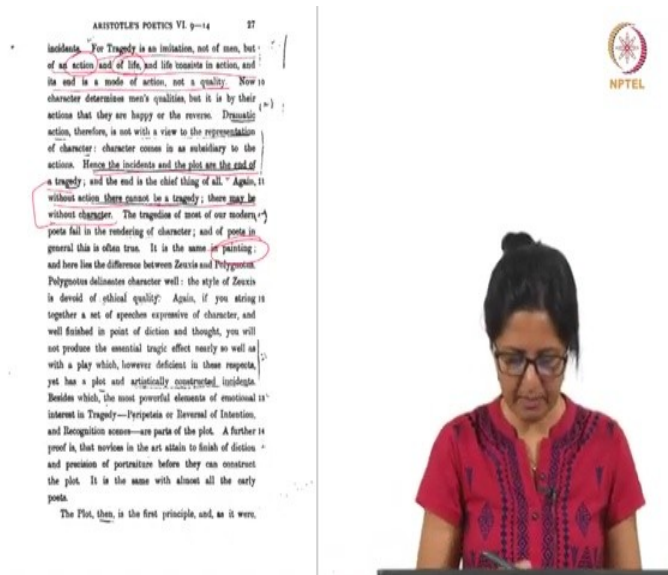 ARISTOTLE'S POETICS VI. 9—14 27
incidents. For Tragedy is an imitation, not of men, but
of an action and of life, and life consists in action, and
its end is a mode of action, not a quality. Now 10
character determines men's qualities, but it is by their
actions that they are happy or the reverse. Dramatic
action, therefore, is not with a view to the representation
of character: character comes in as subsidiary to the
actions. Hence the incidents and the plot are the end of
a tragedy; and the end is the chief thing of all. Again, 11
without action there cannot be a tragedy; there may be
without character. The tragedies of most of our modern
poets fail in the rendering of character; and of poets in
general this is often true. It is the same in painting;
and here lies the difference between Zeuxis and Polygnotus.
Polygnotus delineates character well: the style of Zeuxis
is devoid of ethical quality. Again, if you string 12
together a set of speeches expressive of character, and
well finished in point of diction and thought, you will
not produce the essential tragic effect nearly so well as
with a play which, however deficient in these respects,
yet has a plot and artistically constructed incidents.
Besides which, the most powerful elements of emotional 13
interest in Tragedy—Peripeteia or Reversal of Intention,
and Recognition scenes—are parts of the plot. A further 14
proof is, that novices in the art attain to finish of diction
and precision of portraiture before they can construct
the plot. It is the same with almost all the early
poets.
The Plot, then, is the first principle, and, as it were,
NPTEL